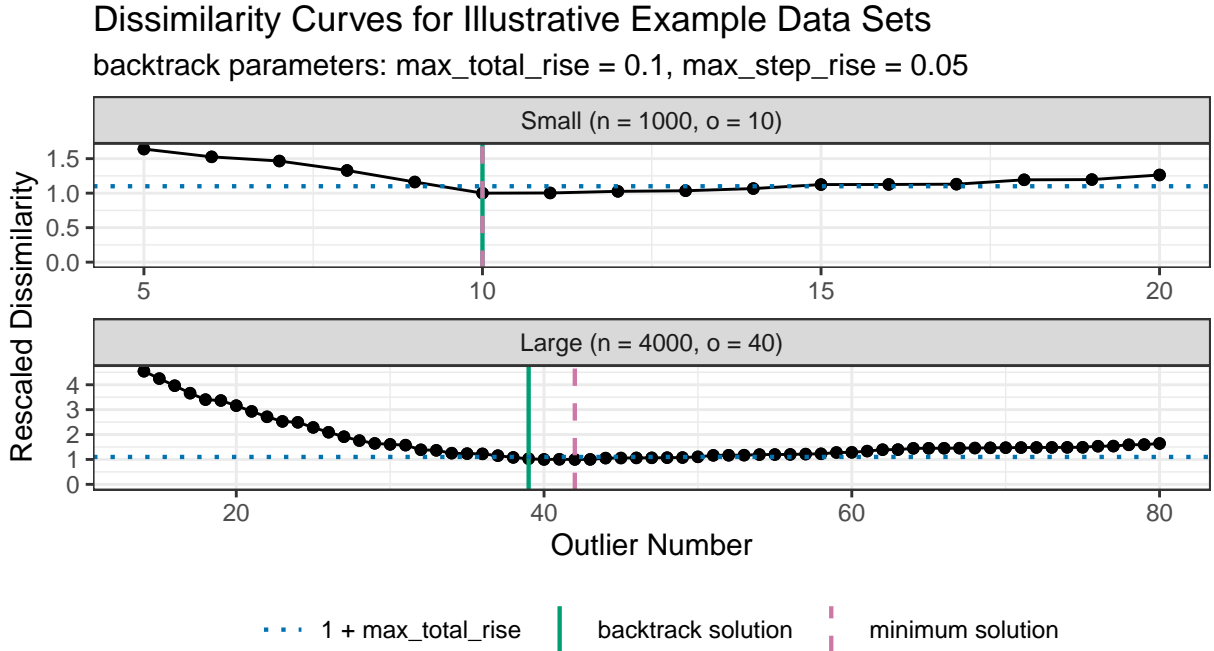 Dissimilarity Curves for Illustrative Example Data Sets
backtrack parameters: max_total_rise = 0.1, max_step_rise = 0.05
Small (n = 1000, o = 10)
1.5
1.0
0.5
0.0
5 10 15 20
Rescaled Dissimilarity
Large (n = 4000, o = 40)
4
3
2
1
0
20 40 60 80
Outlier Number
1 + max_total_rise backtrack solution minimum solution